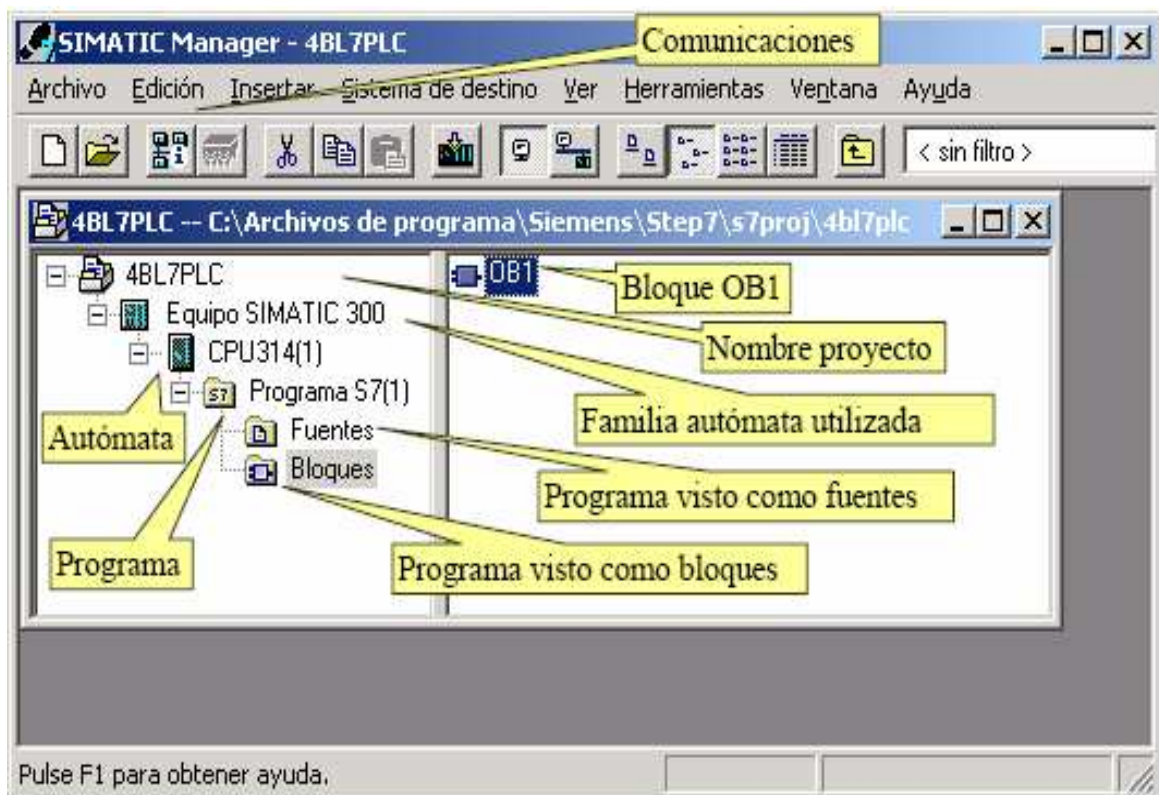 SIMATIC Manager - 4BL7PLC
Comunicaciones
Archivo Edición Insertar Sistema de destino Ver Herramientas Ventana Ayuda
< sin filtro >
4BL7PLC -- C:\Archivos de programa\Siemens\Step7\s7proj\4bl7plc
4BL7PLC
OB1
Bloque OB1
Equipo SIMATIC 300
Nombre proyecto
CPU314(1)
S7
Programa S7(1)
Familia autómata utilizada
Autómata
Fuentes
Bloques
Programa visto como fuentes
Programa
Programa visto como bloques
Pulse F1 para obtener ayuda.